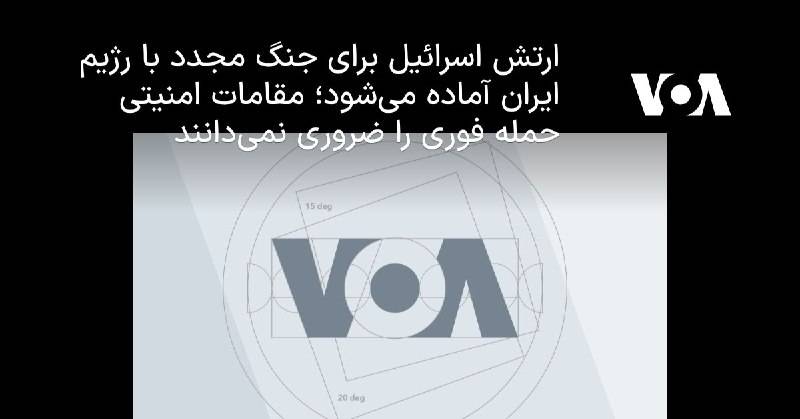 ارتش اسرائیل برای جنگ مجدد با رژیم
ایران آماده می‌شود؛ مقامات امنیتی
حمله فوری را ضروری نمی‌دانند
VOA
15 deg
VOA
20 deg